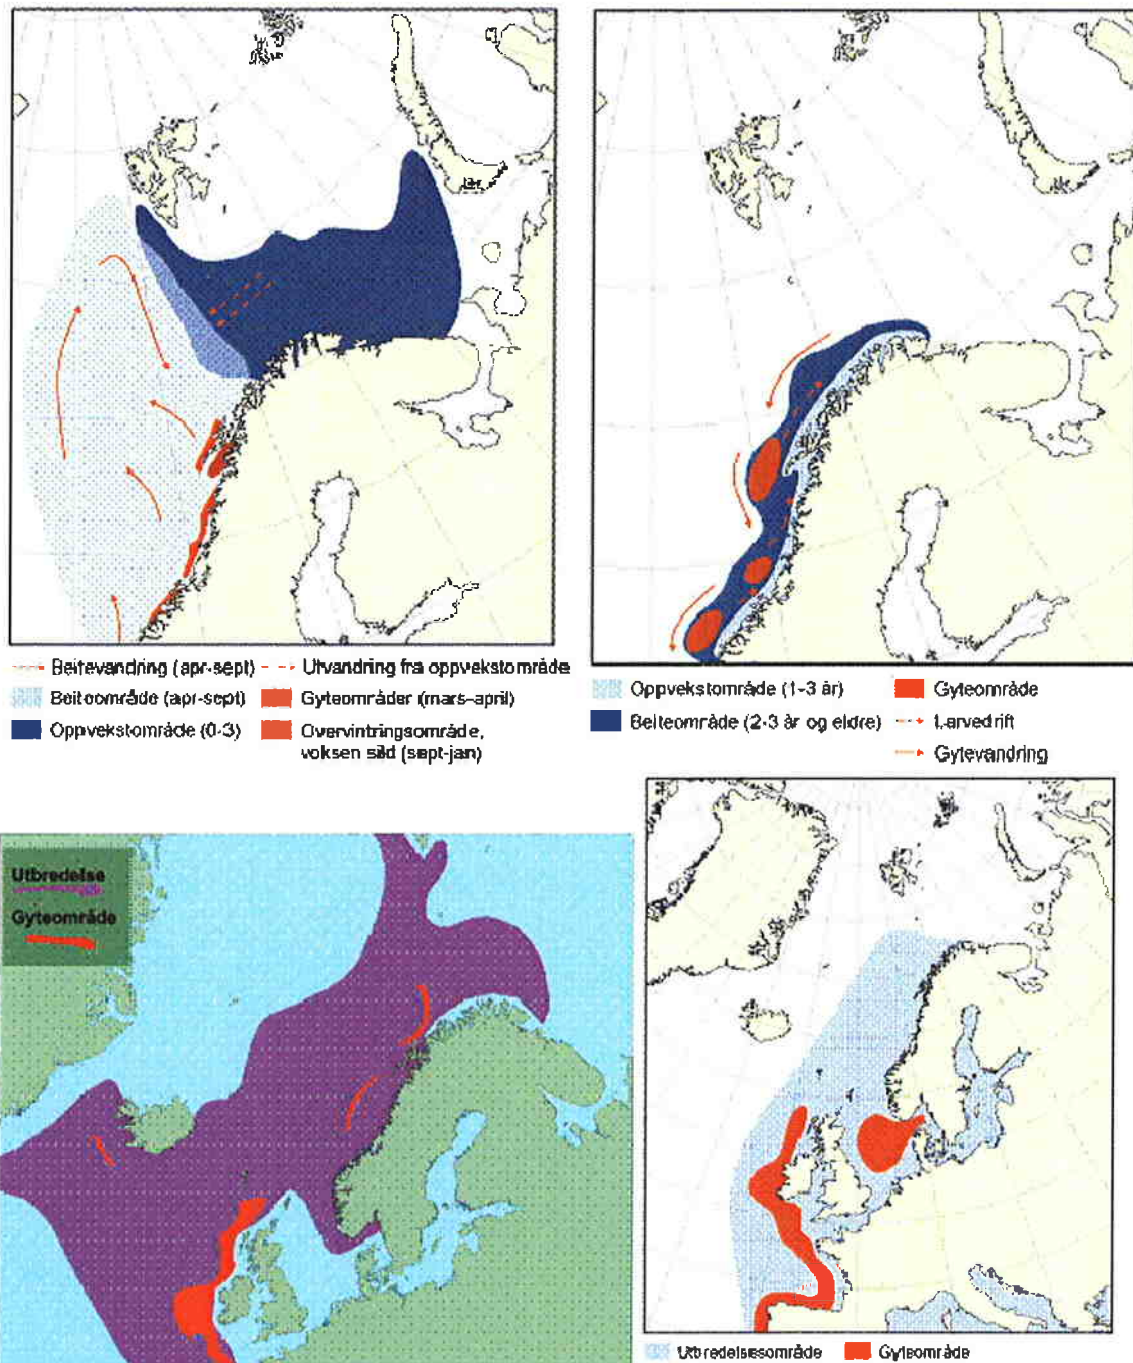 Beitevandring (apr-sept)
Utvandring fra oppvekstområde
Beiteområde (apr-sept)
Gyteområder (mars-april)
Oppvekstområde (0-3)
Overvintringsområde,
voksen sild (sept-jan)
Oppvekstområde (1-3 år)
Gyteområde
Beiteområde (2-3 år og eldre)
Larvedrift
Gytevandring
Utbredelse
Gyteområde
Utbredelsesområde
Gyteområde